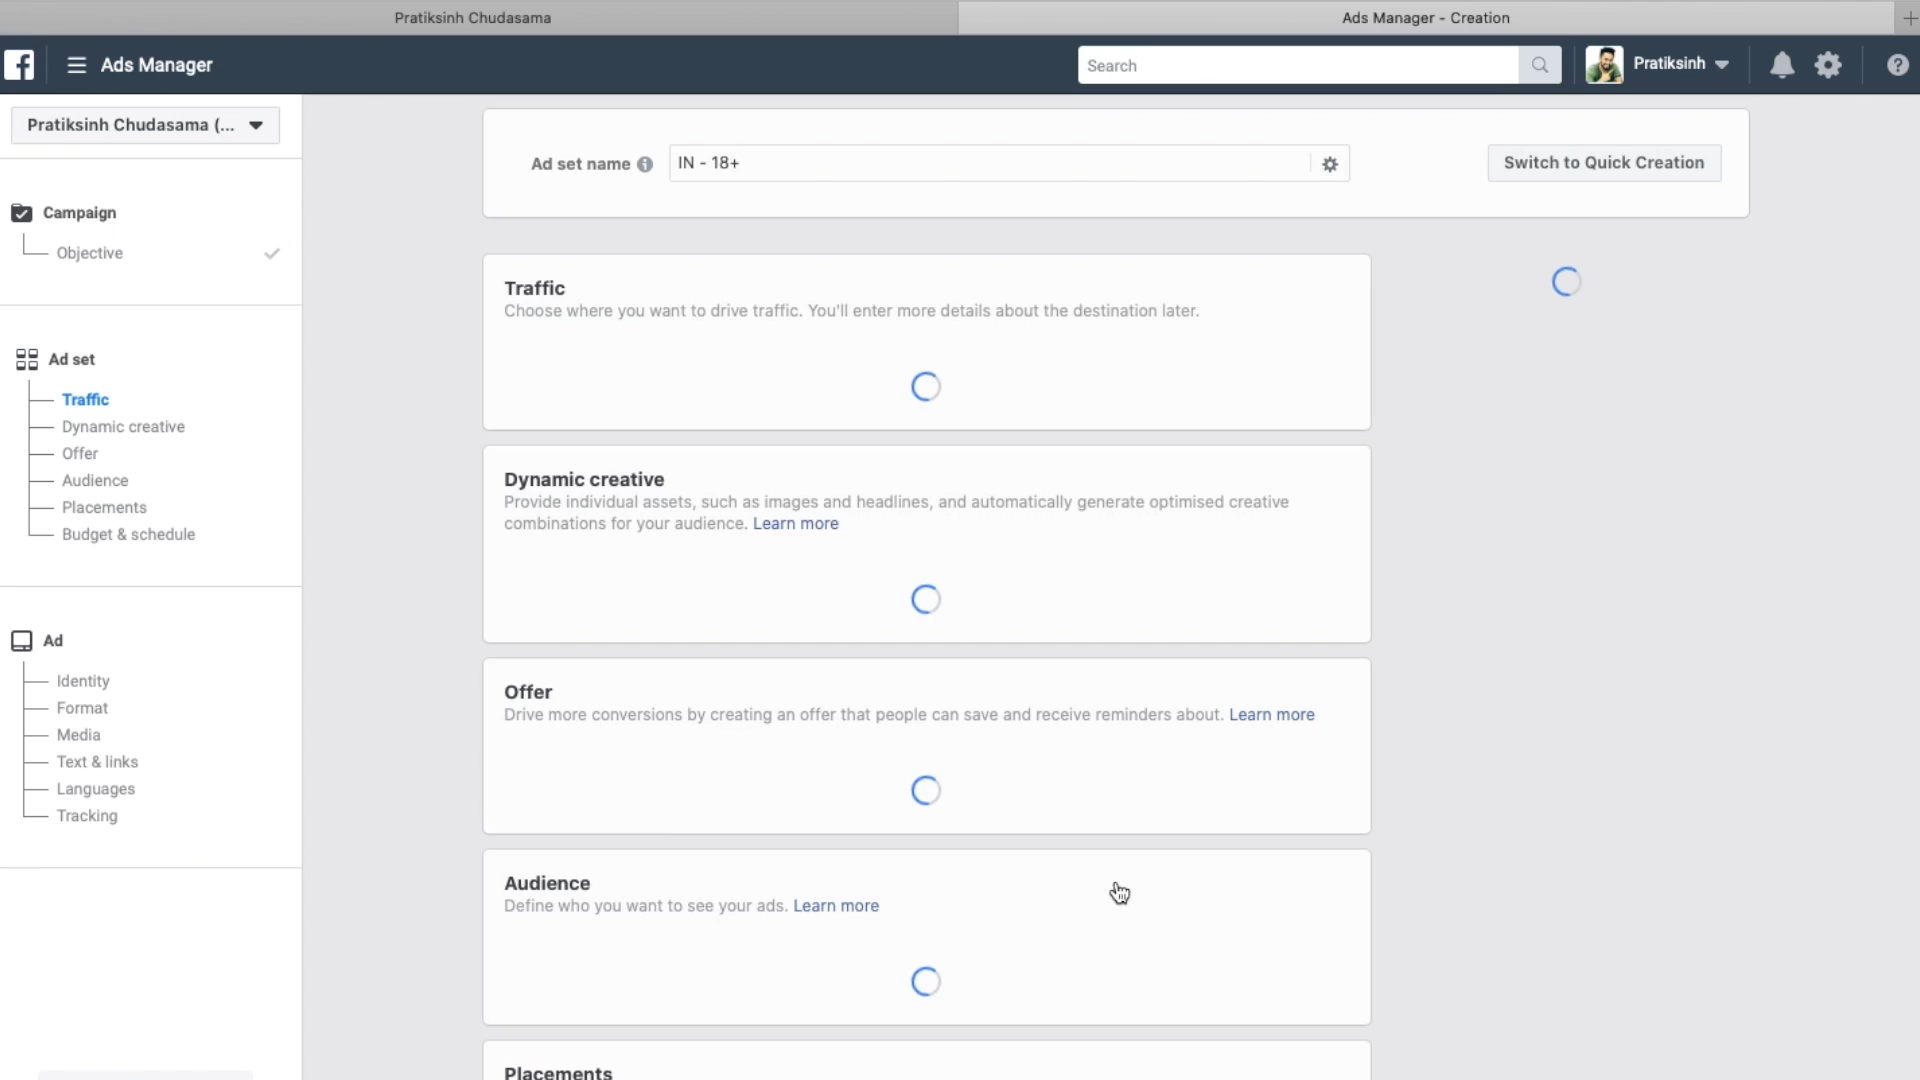 Pratiksinh Chudasama
Ads Manager - Creation
Ads Manager
Search
Pratiksinh
Pratiksinh Chudasama (...
Campaign
Objective
Ad set
Traffic
Dynamic creative
Offer
Audience
Placements
Budget & schedule
Ad
Identity
Format
Media
Text & links
Languages
Tracking
Ad set name
IN - 18+
Switch to Quick Creation
Traffic
Choose where you want to drive traffic. You'll enter more details about the destination later.
Dynamic creative
Provide individual assets, such as images and headlines, and automatically generate optimised creative
combinations for your audience. Learn more
Offer
Drive more conversions by creating an offer that people can save and receive reminders about. Learn more
Audience
Define who you want to see your ads. Learn more
Placements